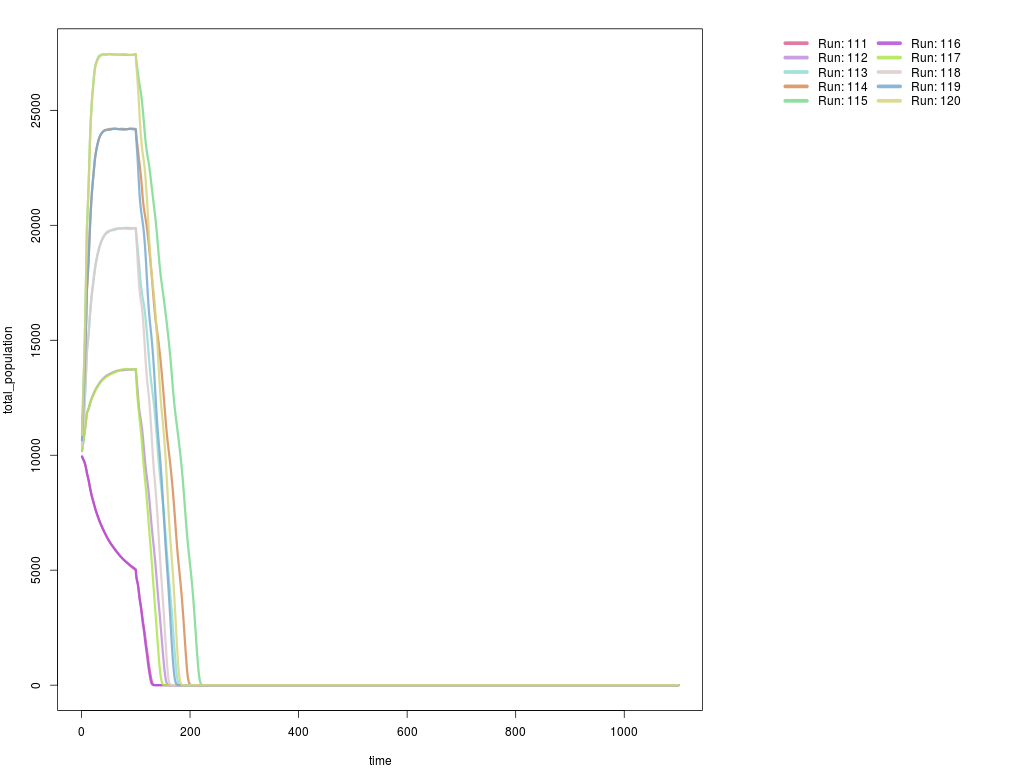 total_population
25000
20000
15000
10000
5000
0
0 200 400 600 800 1000
time
Run: 111 Run: 116
Run: 112 Run: 117
Run: 113 Run: 118
Run: 114 Run: 119
Run: 115 Run: 120